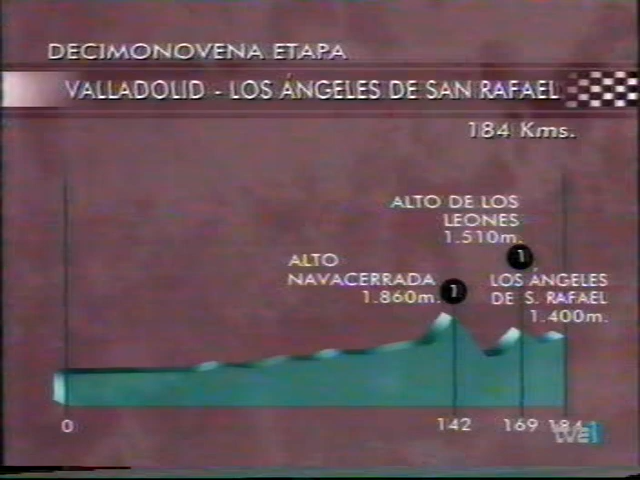 DECIMONOVENA ETAPA
VALLADOLID - LOS ÁNGELES DE SAN RAFAEL
184 Kms.
ALTO DE LOS
LEONES
1.510m.
1
ALTO
NAVACERRADA
1.860m.
1
LOS ÁNGELES
DE S. RAFAEL
1.400m.
0
142
169
184
tve1